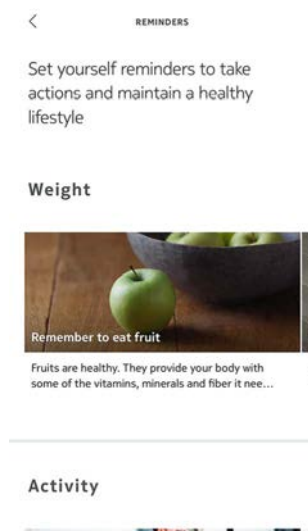 REMINDERS
Set yourself reminders to take
actions and maintain a healthy
lifestyle
Weight
Remember to eat fruit
Fruits are healthy. They provide your body with
some of the vitamins, minerals and fiber it nee...
Activity